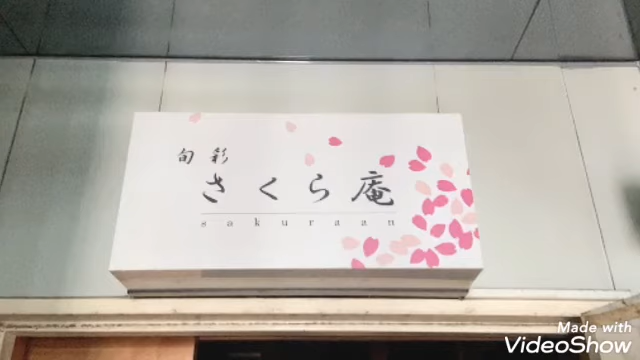 旬彩
さくら庵
sakuraan
Made with
VideoShow